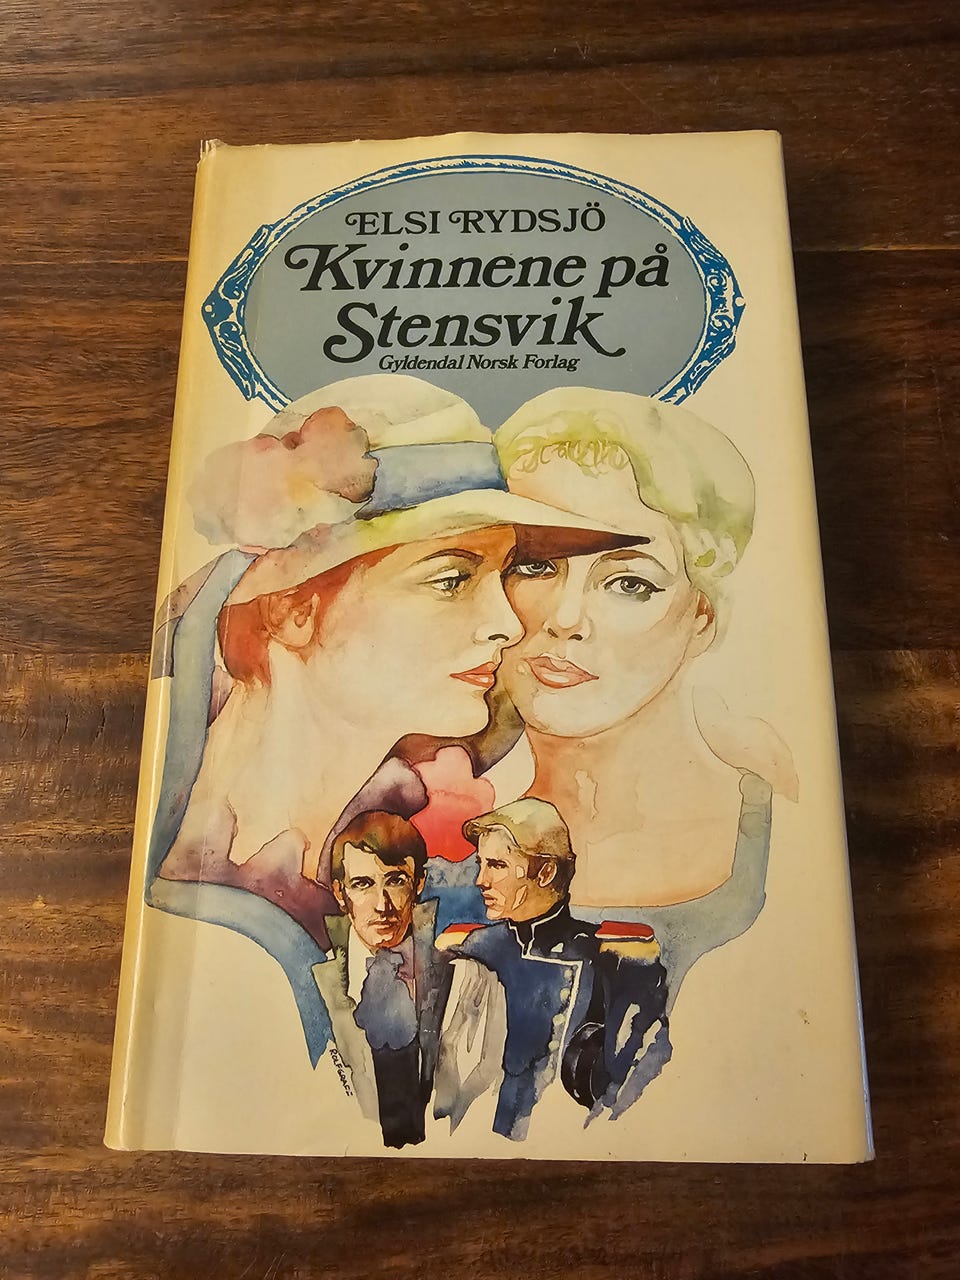 ELSI RYDSJÖ
Kvinnene på
Stensvik
Gyldendal Norsk Forlag